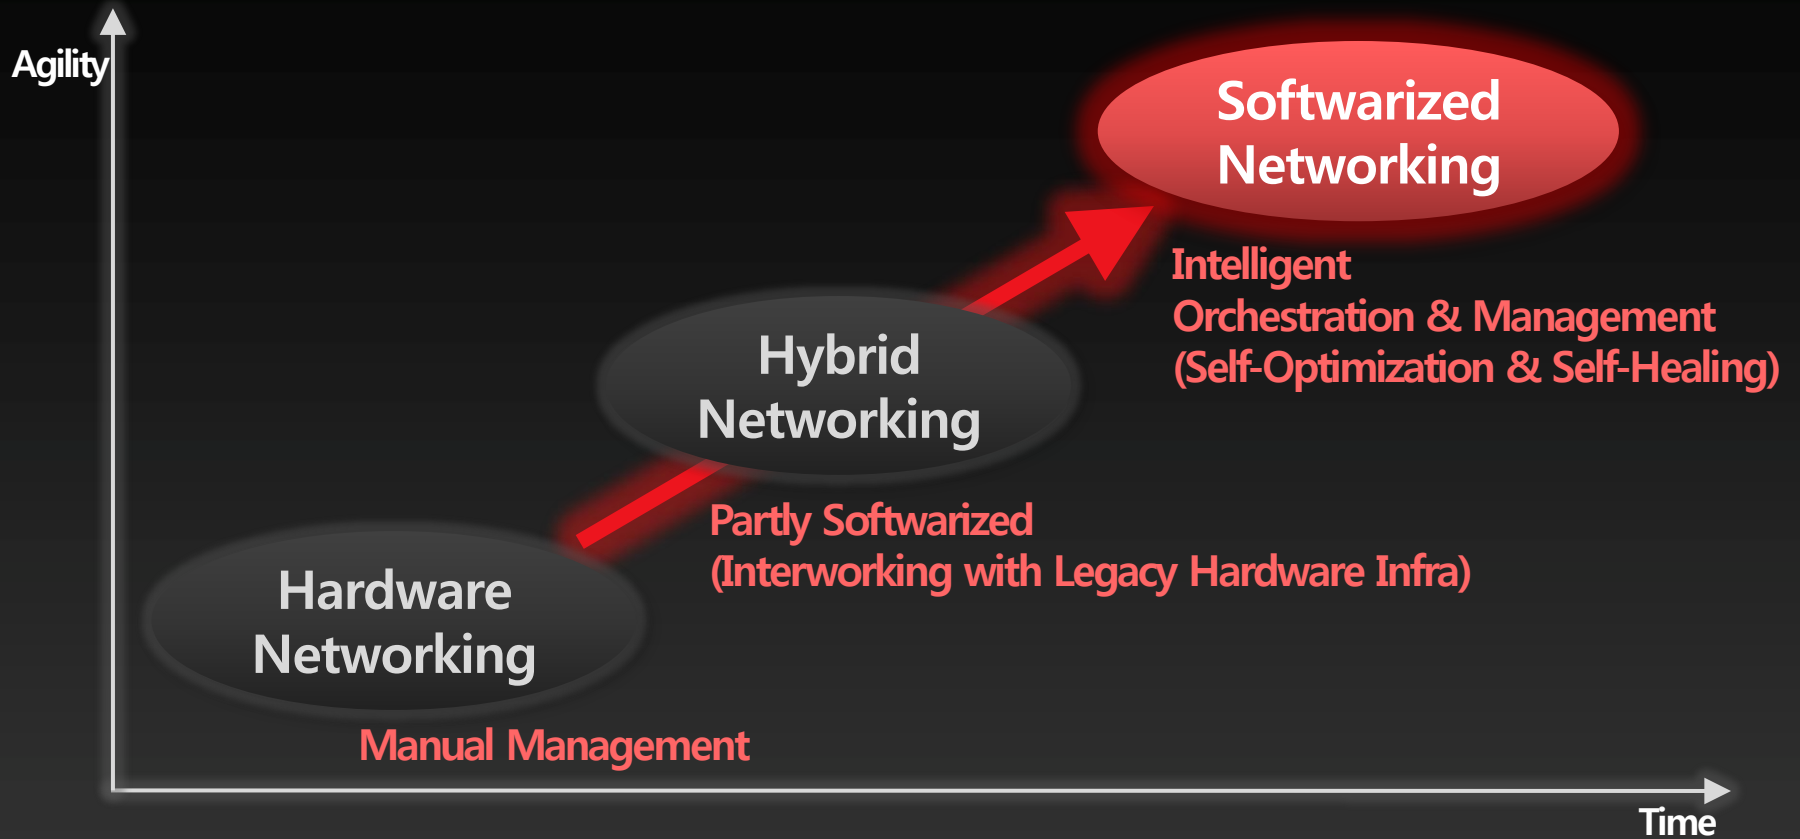 Agility
Softwarized
Networking
Intelligent
Orchestration & Management
(Self-Optimization & Self-Healing)
Hybrid
Networking
Partly Softwarized
(Interworking with Legacy Hardware Infra)
Hardware
Networking
Manual Management
Time